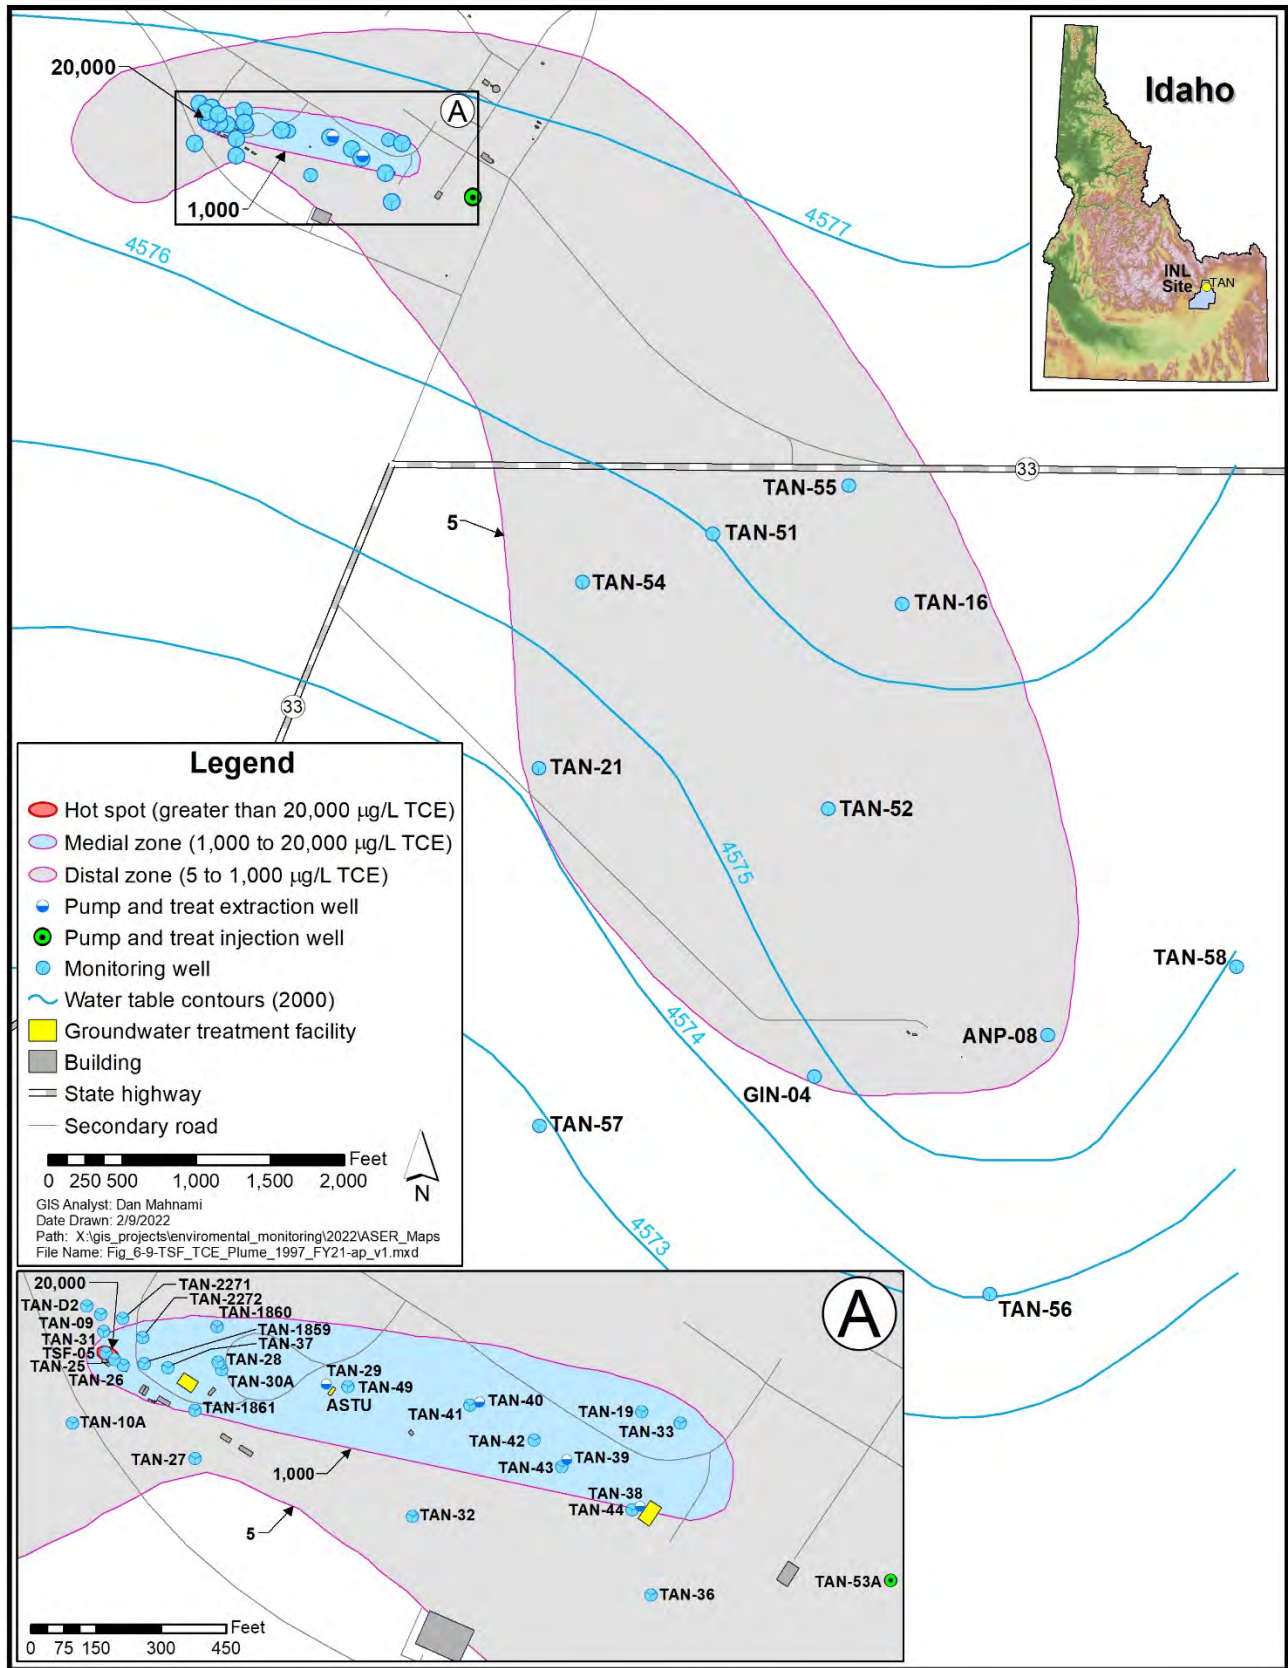 20,000
A
1,000
4576
4577
Idaho
INL
Site
TAN
33
TAN-55
5
TAN-51
TAN-54
TAN-16
33
TAN-21
TAN-52
4575
TAN-58
4574
ANP-08
GIN-04
TAN-57
4573
TAN-56
Legend
Hot spot (greater than 20,000 µg/L TCE)
Medial zone (1,000 to 20,000 µg/L TCE)
Distal zone (5 to 1,000 µg/L TCE)
Pump and treat extraction well
Pump and treat injection well
Monitoring well
Water table contours (2000)
Groundwater treatment facility
Building
State highway
Secondary road
Feet
0 250 500 1,000 1,500 2,000
N
GIS Analyst: Dan Mahnami
Date Drawn: 2/9/2022
Path: X:\gis_projects\enviromental_monitoring\2022\ASER_Maps
File Name: Fig_6-9-TSF_TCE_Plume_1997_FY21-ap_v1.mxd
A
20,000
TAN-2271
TAN-D2
TAN-2272
TAN-09
TAN-1860
TAN-31
TAN-1859
TSF-05
TAN-37
TAN-25
TAN-28
TAN-26
TAN-30A
TAN-29
TAN-49
ASTU
TAN-1861
TAN-10A
TAN-41
TAN-40
TAN-19
TAN-33
TAN-42
TAN-27
TAN-39
TAN-43
1,000
TAN-38
TAN-44
TAN-32
5
TAN-53A
TAN-36
Feet
0 75 150 300 450